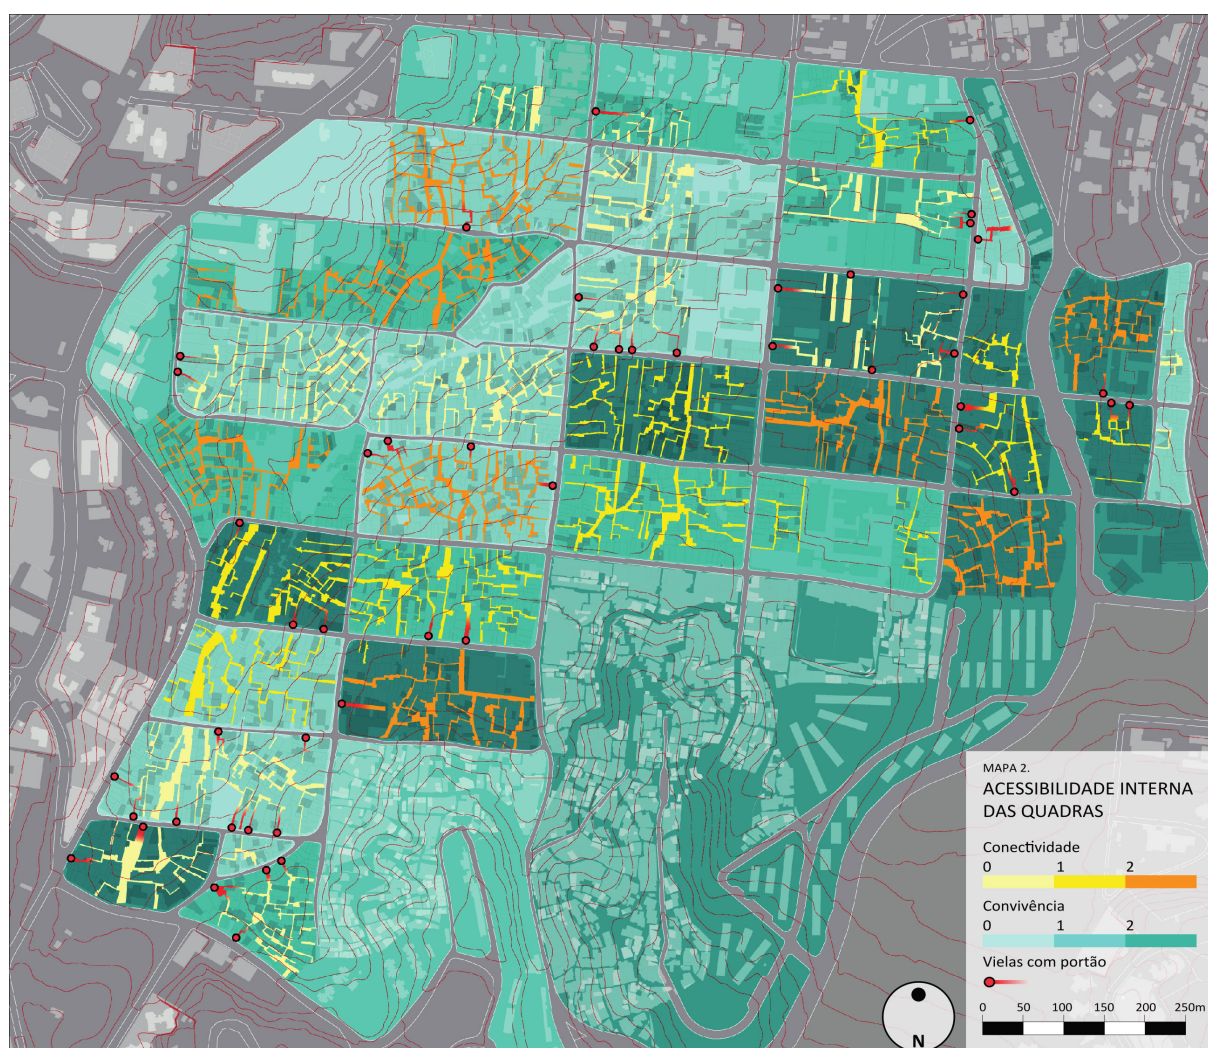 MAPA 2.
ACESSIBILIDADE INTERNA
DAS QUADRAS
Conectividade
0 1 2
Convivência
0 1 2
Vielas com portão
0 50 100 150 200 250m
N